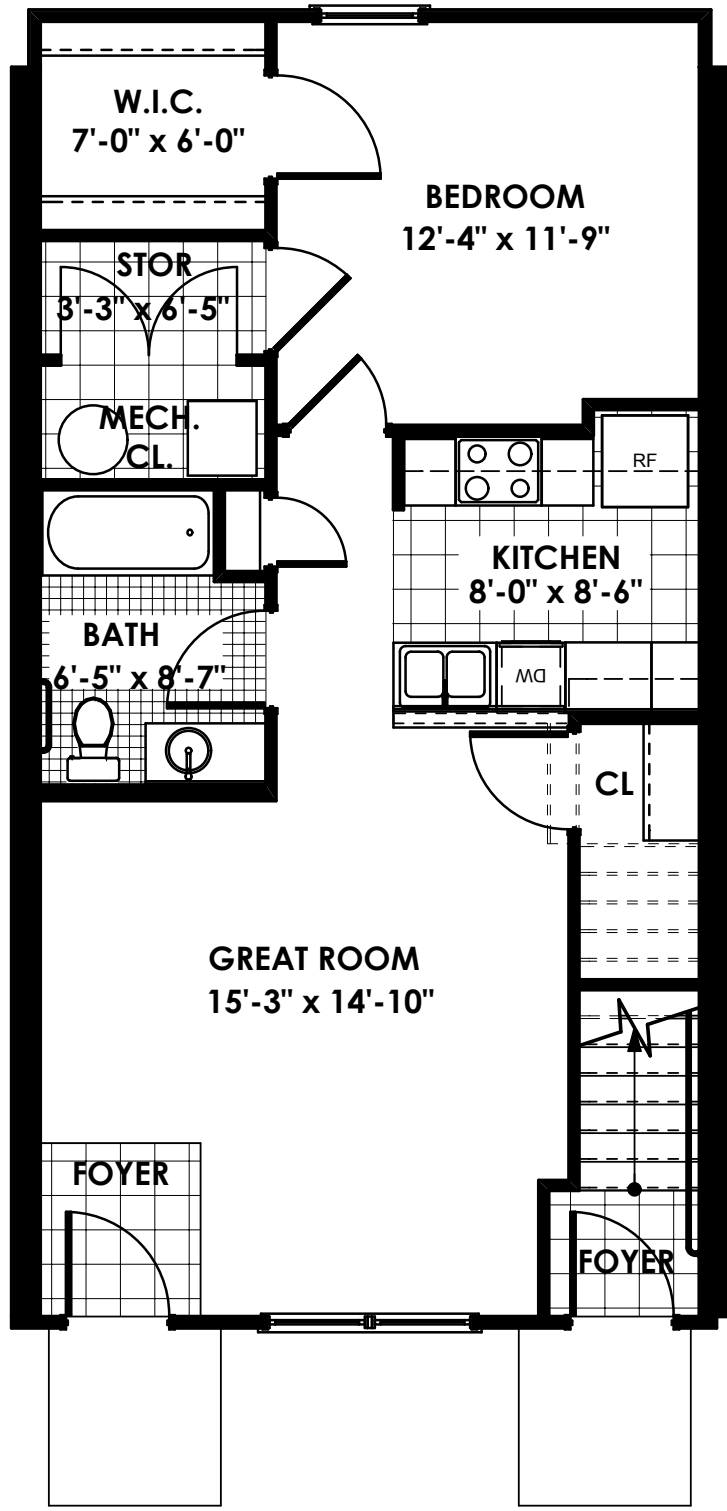 W.I.C.
7'-0" x 6'-0"
BEDROOM
12'-4" x 11'-9"
STOR
3'-3" x 6'-5"
MECH.
CL.
RF
KITCHEN
8'-0" x 8'-6"
BATH
6'-5" x 8'-7"
DW
CL
GREAT ROOM
15'-3" x 14'-10"
FOYER
FOYER